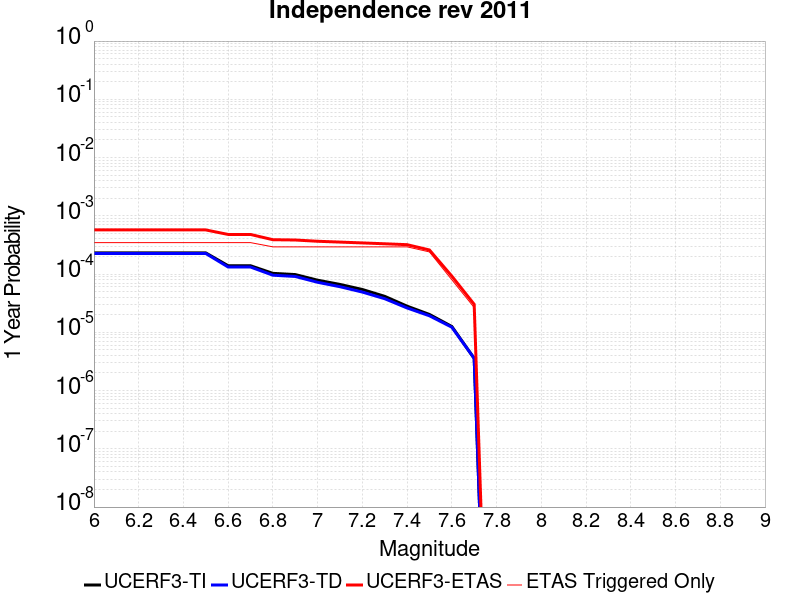 Independence rev 2011
10^0
10^-1
10^-2
10^-3
10^-4
10^-5
10^-6
10^-7
10^-8
1 Year Probability
6 6.2 6.4 6.6 6.8 7 7.2 7.4 7.6 7.8 8 8.2 8.4 8.6 8.8 9
Magnitude
UCERF3-TI UCERF3-TD UCERF3-ETAS ETAS Triggered Only